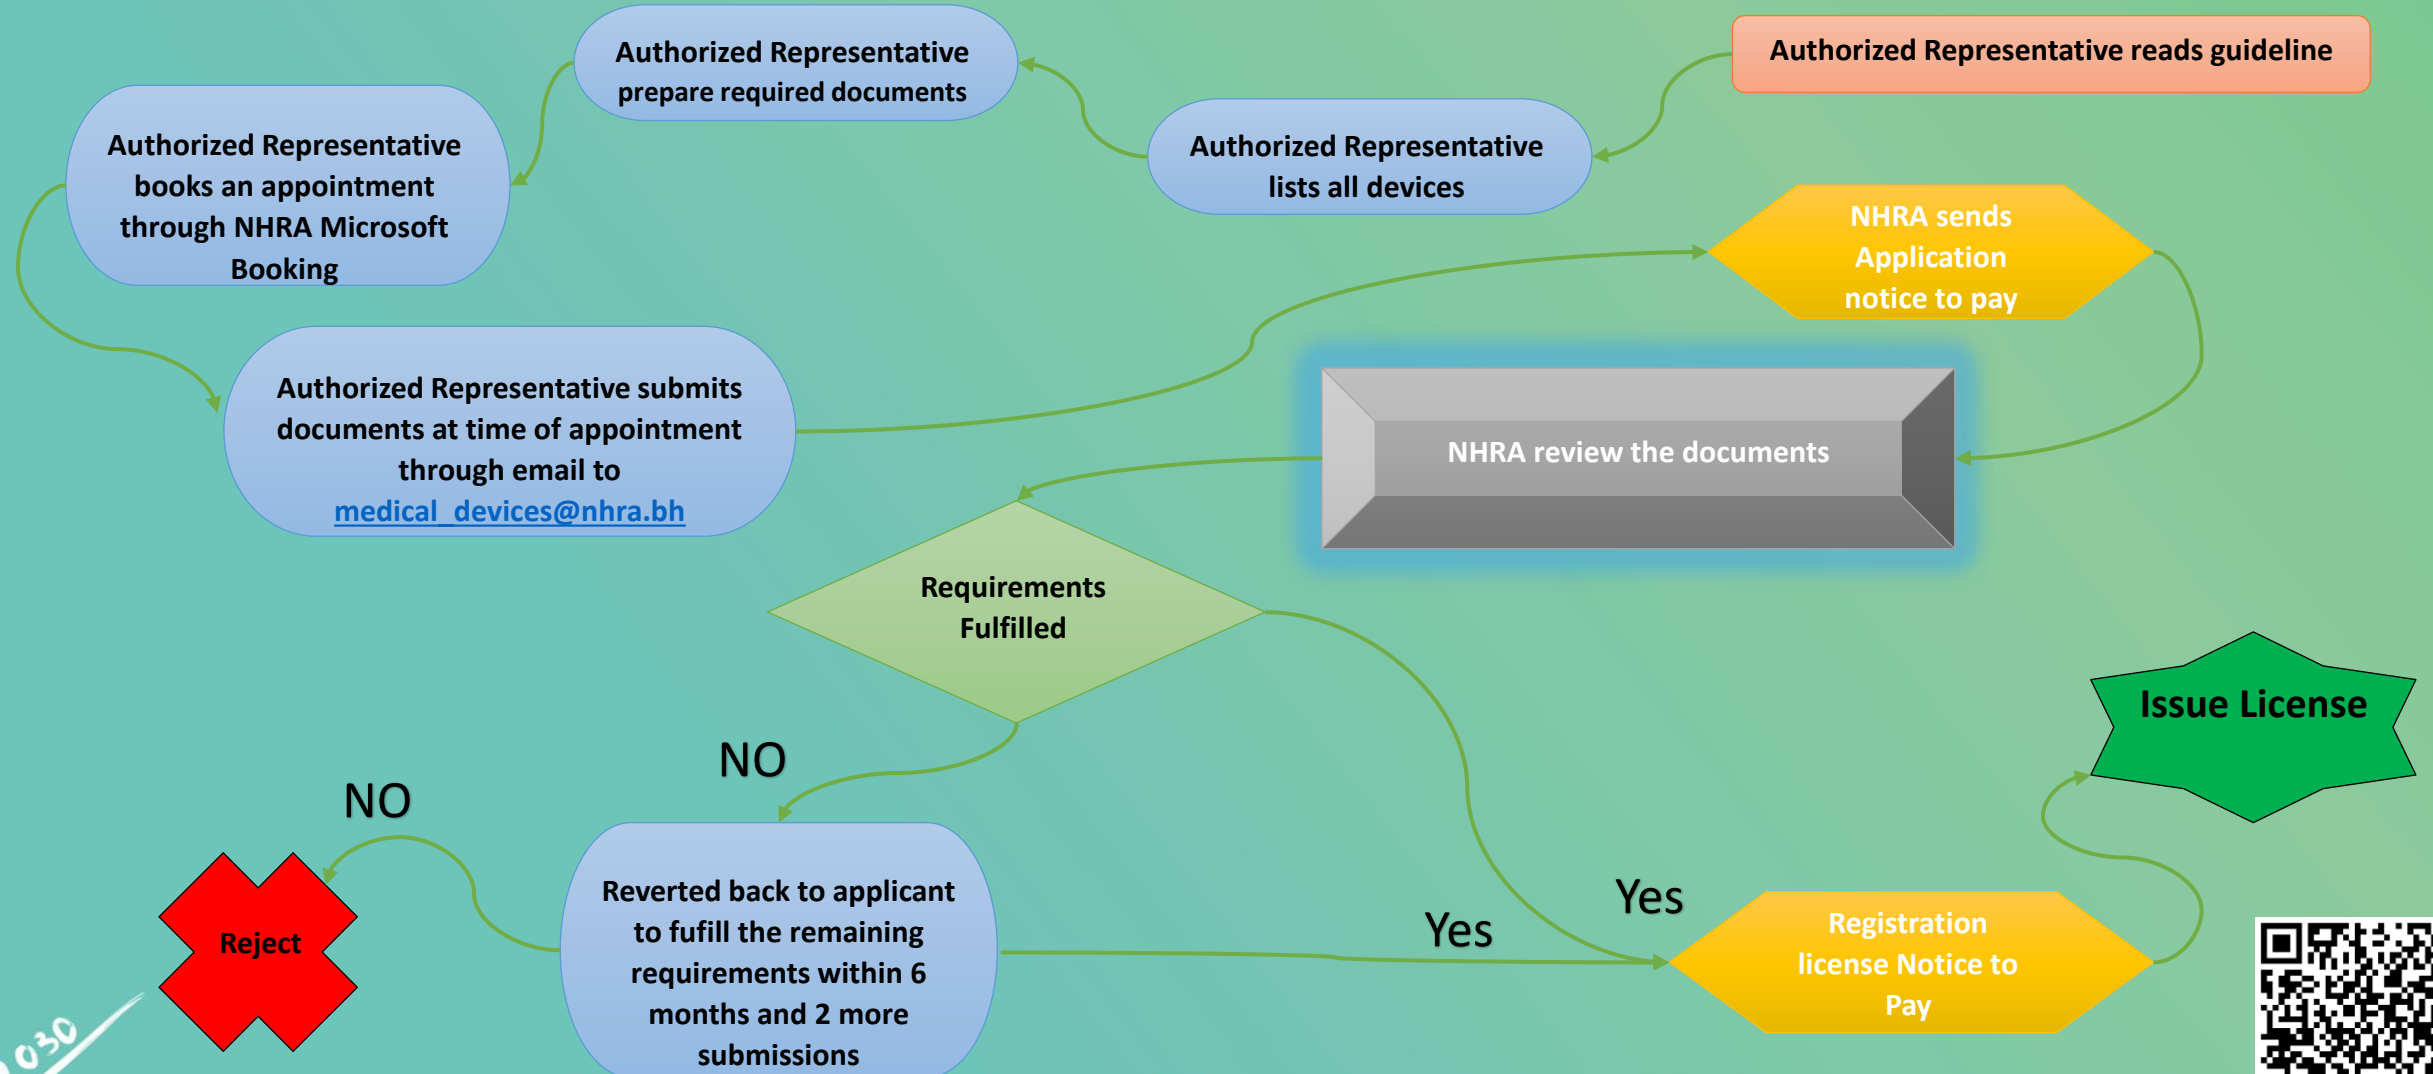 Authorized Representative reads guideline
Authorized Representative
lists all devices
Authorized Representative
prepare required documents
Authorized Representative
books an appointment
through NHRA Microsoft
Booking
Authorized Representative submits
documents at time of appointment
through email to
medical_devices@nhra.bh
NHRA sends
Application
notice to pay
NHRA review the documents
Requirements
Fulfilled
NO
NO
Reject
Reverted back to applicant
to fufill the remaining
requirements within 6
months and 2 more
submissions
Yes
Yes
Registration
license Notice to
Pay
Issue License
030